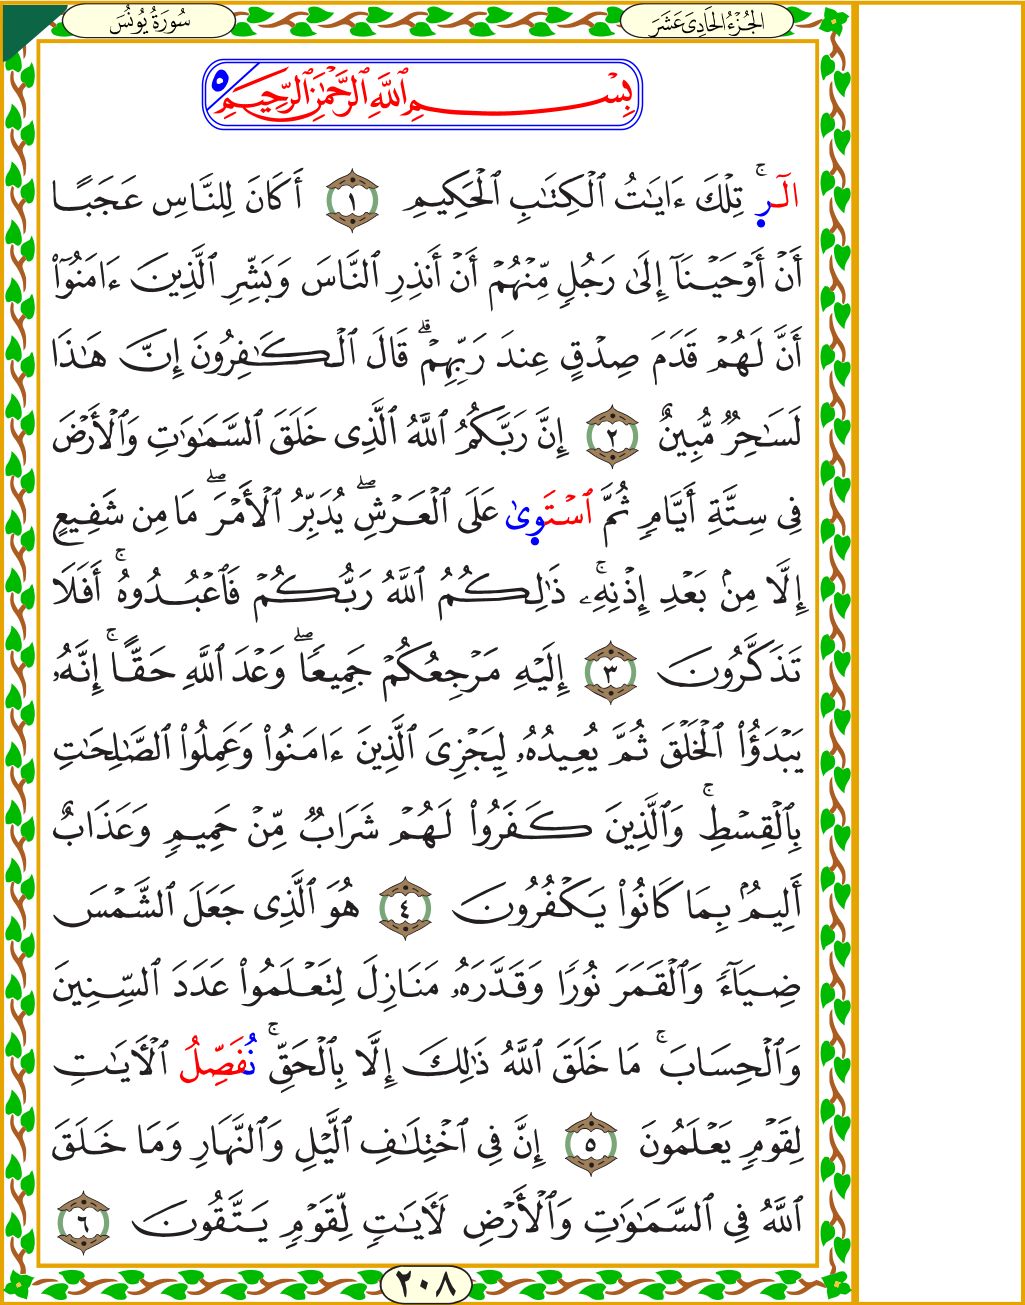 سُورَةُ يُونُسَ
الجُزْءُ الحَادِىَ عَشَرَ
بِسْمِ ٱللَّهِ ٱلرَّحْمَٰنِ ٱلرَّحِيمِ ٥
الٓرۚ تِلْكَ ءَايَٰتُ ٱلْكِتَٰبِ ٱلْحَكِيمِ ١ أَكَانَ لِلنَّاسِ عَجَبًا
أَنْ أَوْحَيْنَآ إِلَىٰ رَجُلٍ مِّنْهُمْ أَنْ أَنذِرِ ٱلنَّاسَ وَبَشِّرِ ٱلَّذِينَ ءَامَنُوٓا۟
أَنَّ لَهُمْ قَدَمَ صِدْقٍ عِندَ رَبِّهِمْ ۗ قَالَ ٱلْكَٰفِرُونَ إِنَّ هَٰذَا
لَسَٰحِرٌ مُّبِينٌ ٢ إِنَّ رَبَّكُمُ ٱللَّهُ ٱلَّذِى خَلَقَ ٱلسَّمَٰوَٰتِ وَٱلْأَرْضَ
فِى سِتَّةِ أَيَّامٍ ثُمَّ ٱسْتَوِىٰ عَلَى ٱلْعَرْشِ ۖ يُدَبِّرُ ٱلْأَمْرَ ۖ مَا مِن شَفِيعٍ
إِلَّا مِنۢ بَعْدِ إِذْنِهِۦ ۚ ذَٰلِكُمُ ٱللَّهُ رَبُّكُمْ فَٱعْبُدُوهُ ۚ أَفَلَا
تَذَكَّرُونَ ٣ إِلَيْهِ مَرْجِعُكُمْ جَمِيعًا ۖ وَعْدَ ٱللَّهِ حَقًّا ۚ إِنَّهُۥ
يَبْدَؤُا۟ ٱلْخَلْقَ ثُمَّ يُعِيدُهُۥ لِيَجْزِىَ ٱلَّذِينَ ءَامَنُوا۟ وَعَمِلُوا۟ ٱلصَّٰلِحَٰتِ
بِٱلْقِسْطِ ۚ وَٱلَّذِينَ كَفَرُوا۟ لَهُمْ شَرَابٌ مِّنْ حَمِيمٍ وَعَذَابٌ
أَلِيمٌۢ بِمَا كَانُوا۟ يَكْفُرُونَ ٤ هُوَ ٱلَّذِى جَعَلَ ٱلشَّمْسَ
ضِيَآءً وَٱلْقَمَرَ نُورًا وَقَدَّرَهُۥ مَنَازِلَ لِتَعْلَمُوا۟ عَدَدَ ٱلسِّنِينَ
وَٱلْحِسَابَ ۚ مَا خَلَقَ ٱللَّهُ ذَٰلِكَ إِلَّا بِٱلْحَقِّ ۚ نُفَصِّلُ ٱلْءَايَٰتِ
لِقَوْمٍ يَعْلَمُونَ ٥ إِنَّ فِى ٱخْتِلَٰفِ ٱلَّيْلِ وَٱلنَّهَارِ وَمَا خَلَقَ
ٱللَّهُ فِى ٱلسَّمَٰوَٰتِ وَٱلْأَرْضِ لَءَايَٰتٍ لِّقَوْمٍ يَتَّقُونَ ٦
٢٠٨